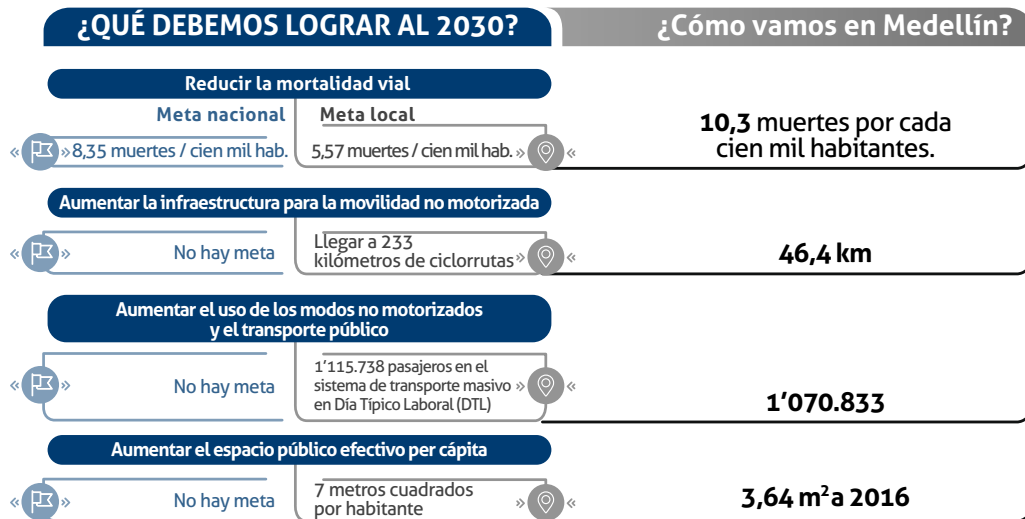 ¿QUÉ DEBEMOS LOGRAR AL 2030?
¿Cómo vamos en Medellín?
Reducir la mortalidad vial
Meta nacional
Meta local
«»8,35 muertes / cien mil hab.
5,57 muertes / cien mil hab.»«
10,3 muertes por cada
cien mil habitantes.
Aumentar la infraestructura para la movilidad no motorizada
«» No hay meta
Llegar a 233
kilómetros de ciclorrutas»«
46,4 km
Aumentar el uso de los modos no motorizados
y el transporte público
«» No hay meta
1’115.738 pasajeros en el
sistema de transporte masivo »«
en Día Típico Laboral (DTL)
1’070.833
Aumentar el espacio público efectivo per cápita
«» No hay meta
7 metros cuadrados
por habitante »«
3,64 m² a 2016